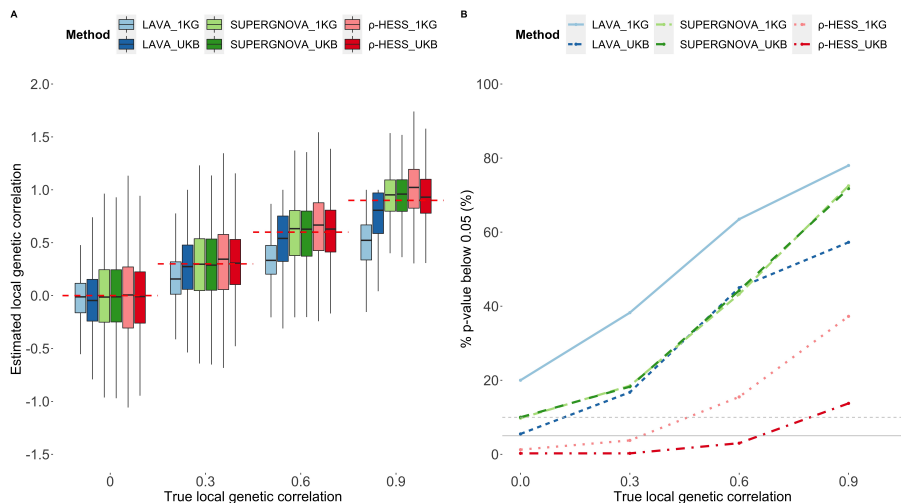 A
Method
LAVA_1KG
SUPERGNOVA_1KG
ρ-HESS_1KG
LAVA_UKB
SUPERGNOVA_UKB
ρ-HESS_UKB
Estimated local genetic correlation
2.0
1.5
1.0
0.5
0.0
-0.5
-1.0
-1.5
0
0.3
0.6
0.9
True local genetic correlation
B
Method
LAVA_1KG
SUPERGNOVA_1KG
ρ-HESS_1KG
LAVA_UKB
SUPERGNOVA_UKB
ρ-HESS_UKB
% p-value below 0.05 (%)
100
80
60
40
20
0
0.0
0.3
0.6
0.9
True local genetic correlation